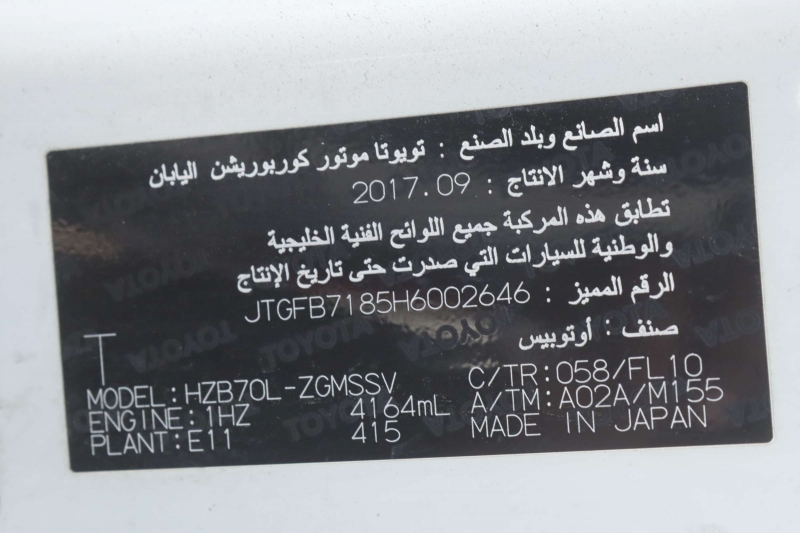 اسم الصانع وبلد الصنع : تويوتا موتور كوربوريشن اليابان
سنة وشهر الانتاج : 2017.09
تطابق هذه المركبة جميع اللوائح الفنية الخليجية
والوطنية للسيارات التي صدرت حتى تاريخ الإنتاج
الرقم المميز : JTGFB7185H6002646
صنف : أوتوبيس
T
MODEL:HZB70L-ZGMSSV C/TR:058/FL10
ENGINE:1HZ 4164mL A/TM:A02A/M155
PLANT:E11 415 MADE IN JAPAN